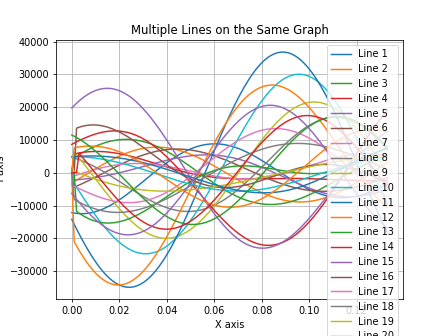 Multiple Lines on the Same Graph
40000
30000
20000
10000
0
−10000
−20000
−30000
0.00
0.02
0.04
0.06
0.08
0.10
X axis
Line 1
Line 2
Line 3
Line 4
Line 5
Line 6
Line 7
Line 8
Line 9
Line 10
Line 11
Line 12
Line 13
Line 14
Line 15
Line 16
Line 17
Line 18
Line 19
Line 20